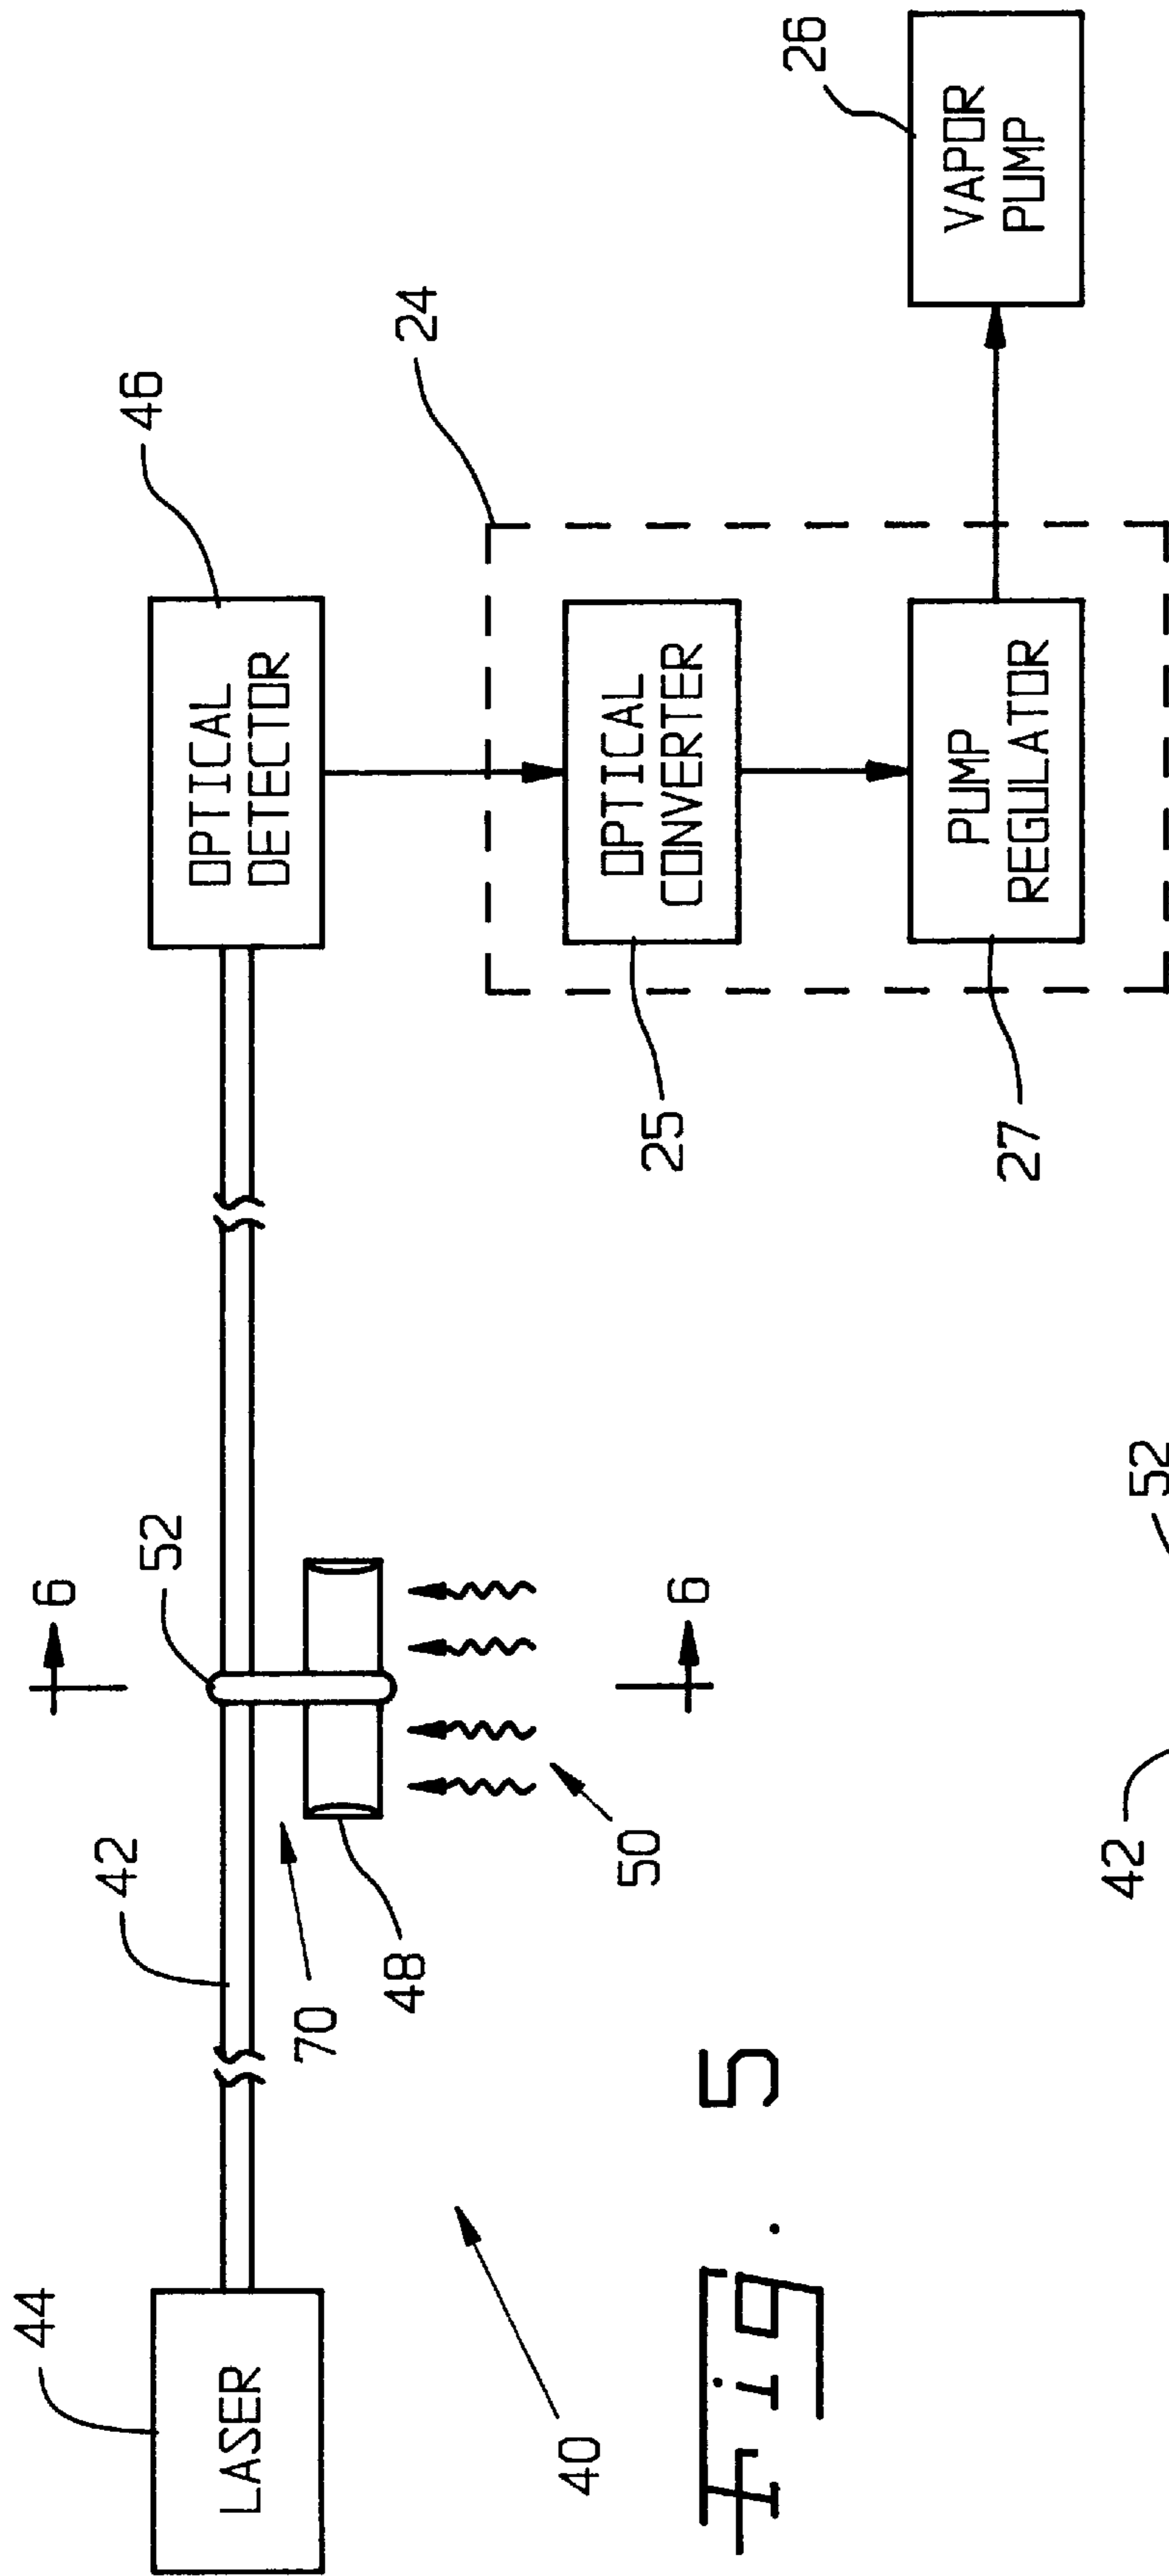 44
LASER
42
52
6
46
OPTICAL
DETECTOR
70
48
50
6
40
24
OPTICAL
CONVERTER
25
26
VAPOR
PUMP
PUMP
REGULATOR
27
Fig. 5
42
52